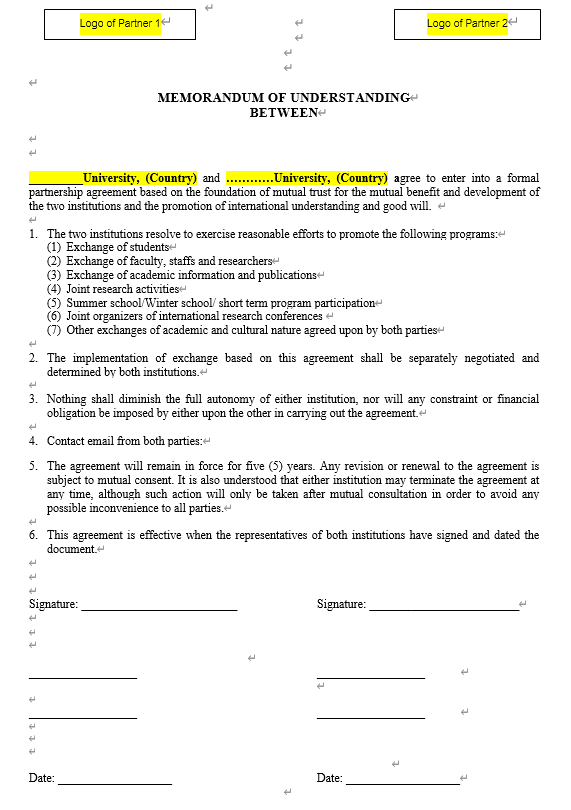 Logo of Partner 1
Logo of Partner 2
MEMORANDUM OF UNDERSTANDING
BETWEEN
_________University, (Country) and …………University, (Country) agree to enter into a formal
partnership agreement based on the foundation of mutual trust for the mutual benefit and development of
the two institutions and the promotion of international understanding and good will.
1. The two institutions resolve to exercise reasonable efforts to promote the following programs:
(1) Exchange of students
(2) Exchange of faculty, staffs and researchers
(3) Exchange of academic information and publications
(4) Joint research activities
(5) Summer school/Winter school/ short term program participation
(6) Joint organizers of international research conferences
(7) Other exchanges of academic and cultural nature agreed upon by both parties
2. The implementation of exchange based on this agreement shall be separately negotiated and
determined by both institutions.
3. Nothing shall diminish the full autonomy of either institution, nor will any constraint or financial
obligation be imposed by either upon the other in carrying out the agreement.
4. Contact email from both parties:
5. The agreement will remain in force for five (5) years. Any revision or renewal to the agreement is
subject to mutual consent. It is also understood that either institution may terminate the agreement at
any time, although such action will only be taken after mutual consultation in order to avoid any
possible inconvenience to all parties.
6. This agreement is effective when the representatives of both institutions have signed and dated the
document.
Signature: __________________________ Signature: _________________________
__________________ __________________
__________________ __________________
Date: ___________________ Date: ___________________